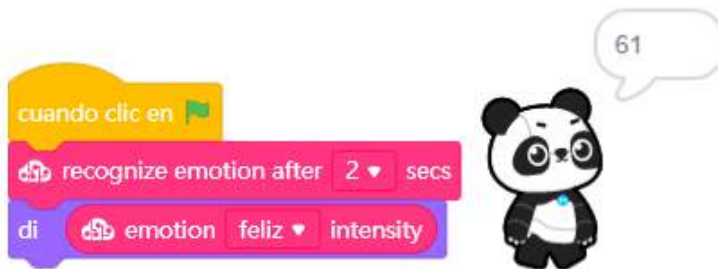 61
cuando clic en
recognize emotion after 2 secs
di emotion feliz intensity